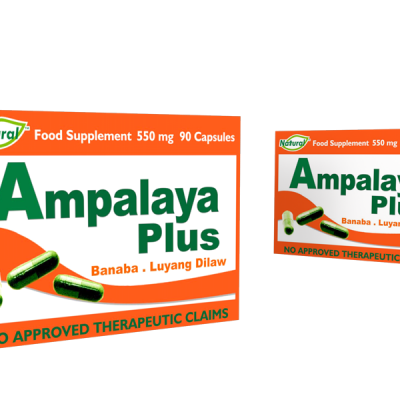 Natural
Food Supplement 550 mg 90 Capsules
Ampalaya
Plus
Banaba . Luyang Dilaw
NO APPROVED THERAPEUTIC CLAIMS
Natural
Food Supplement 550 mg
Ampalaya
Plus
Banaba . Luyang
NO APPROVED THERAPEUTIC